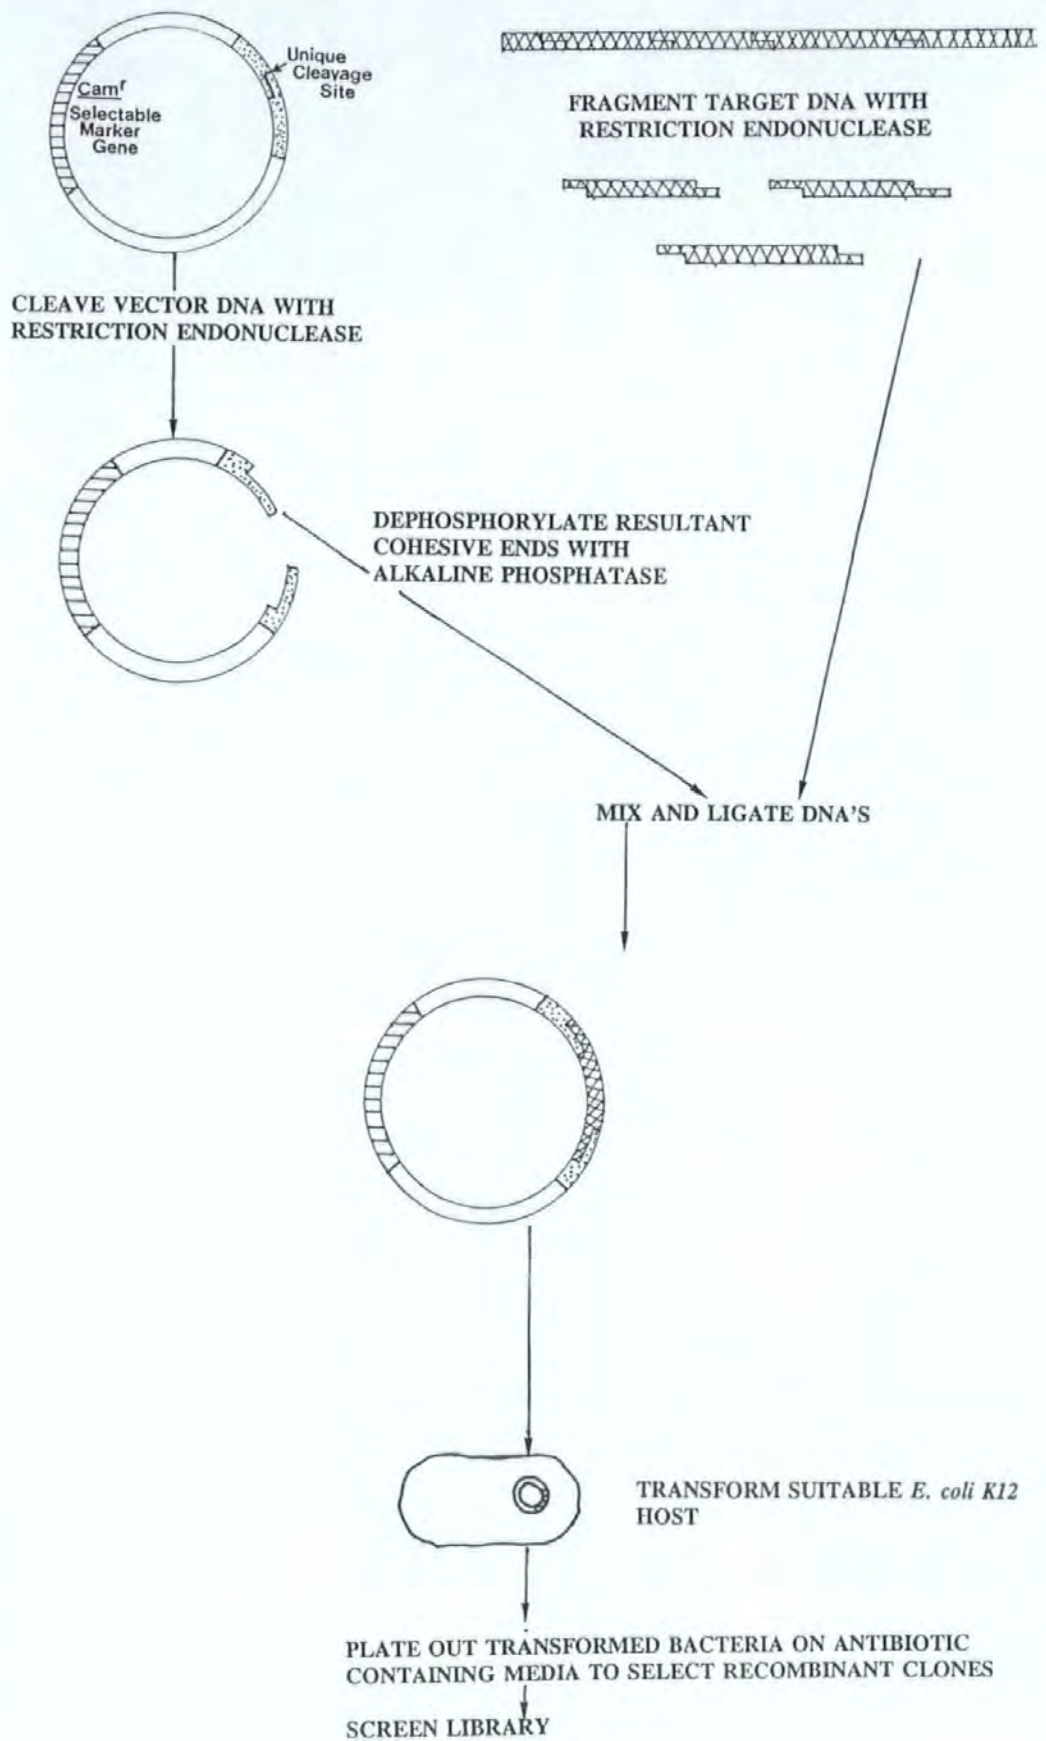 Unique
Cleavage
Site
Camʳ
Selectable
Marker
Gene
FRAGMENT TARGET DNA WITH
RESTRICTION ENDONUCLEASE
CLEAVE VECTOR DNA WITH
RESTRICTION ENDONUCLEASE
DEPHOSPHORYLATE RESULTANT
COHESIVE ENDS WITH
ALKALINE PHOSPHATASE
MIX AND LIGATE DNA'S
TRANSFORM SUITABLE E. coli K12
HOST
PLATE OUT TRANSFORMED BACTERIA ON ANTIBIOTIC
CONTAINING MEDIA TO SELECT RECOMBINANT CLONES
SCREEN LIBRARY